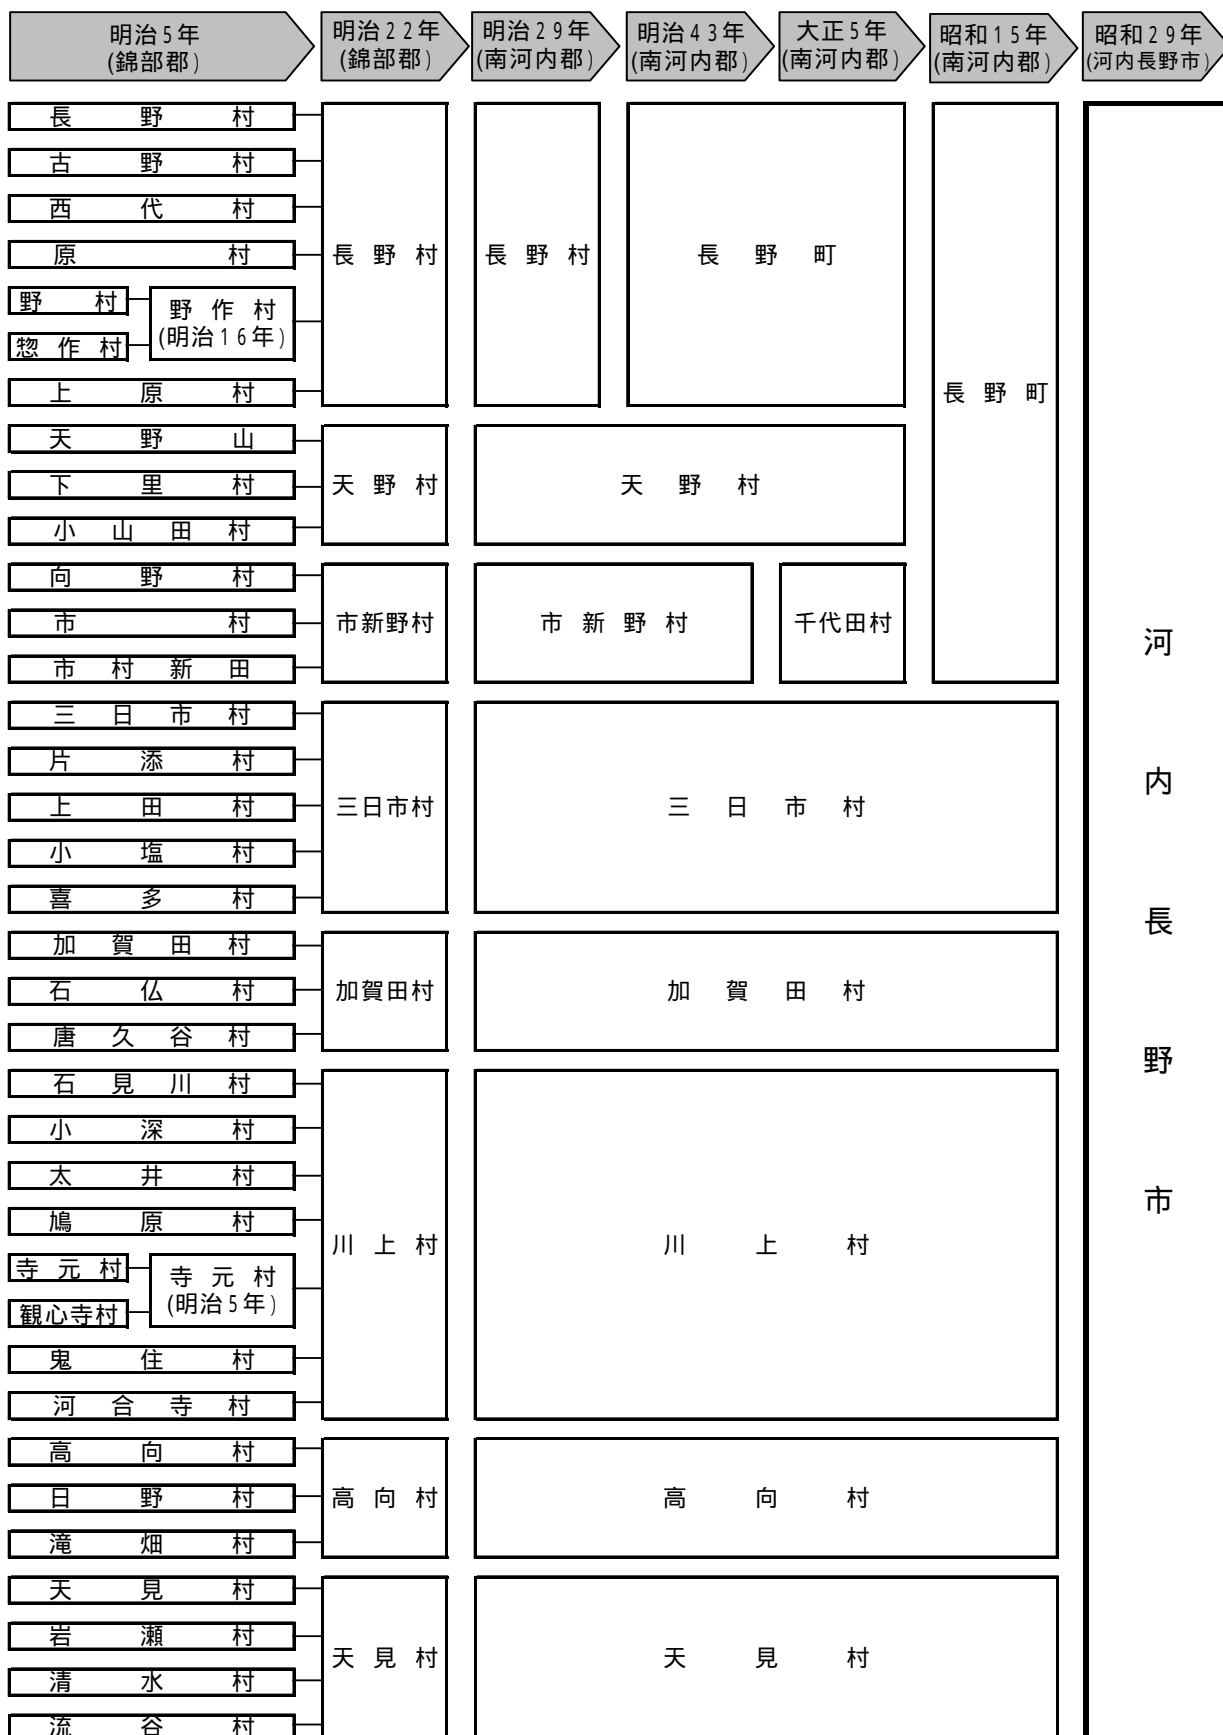 明治5年
(錦部郡)
明治22年
(錦部郡)
明治29年
(南河内郡)
明治43年
(南河内郡)
大正5年
(南河内郡)
昭和15年
(南河内郡)
昭和29年
(河内長野市)
長野村
古野村
西代村
原村
野村
惣作村
野作村
(明治16年)
上原村
長野村
長野村
長野町
長野町
天野山
下里村
小山田村
天野村
天野村
向野村
市村
市村新田
市新野村
市新野村
千代田村
三日市村
片添村
上田村
小塩村
喜多村
三日市村
三日市村
加賀田村
石仏村
唐久谷村
加賀田村
加賀田村
石見川村
小深村
太井村
鳩原村
寺元村
観心寺村
寺元村
(明治5年)
鬼住村
河合寺村
川上村
川上村
高向村
日野村
滝畑村
高向村
高向村
天見村
岩瀬村
清水村
流谷村
天見村
天見村
河内長野市